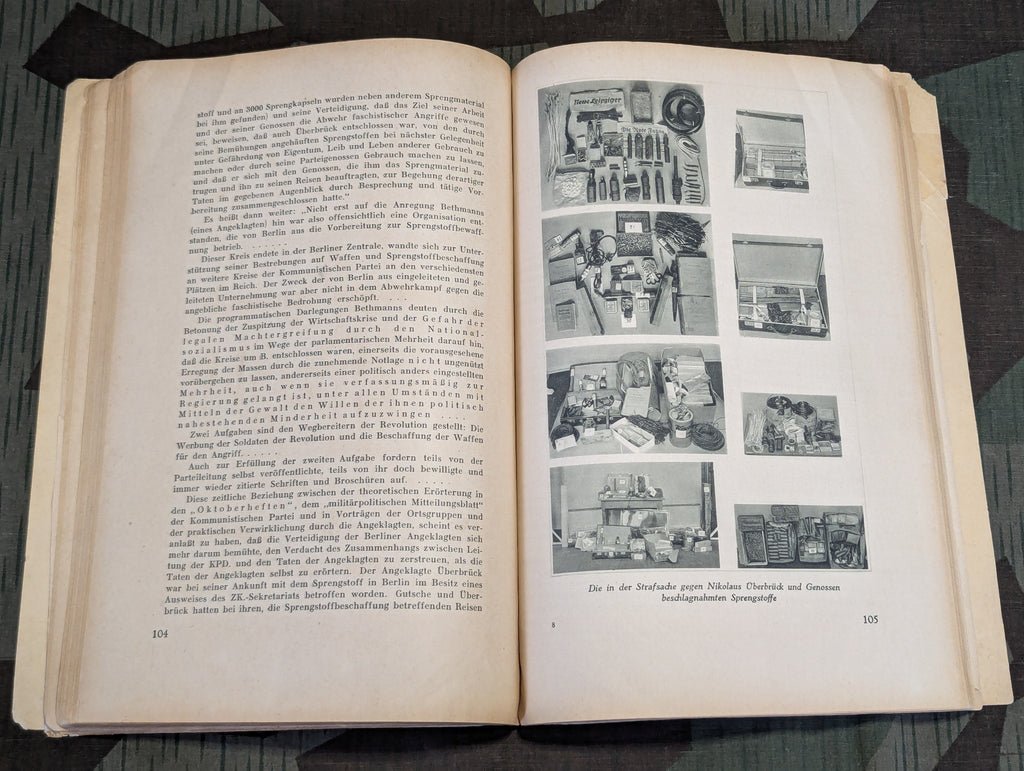 stoff und an 3000 Sprengkapseln wurden neben anderem Sprengmaterial
bei ihm gefunden) und seine Verteidigung, daß das Ziel seiner Arbeit
und der seiner Genossen die Abwehr faschistischer Angriffe gewesen
sei, beweisen, daß auch Überbrück entschlossen war, von den durch
seine Bemühungen angehäuften Sprengstoffen bei nächster Gelegenheit
unter Gefährdung von Eigentum, Leib und Leben anderer Gebrauch zu
machen oder durch seine Parteigenossen Gebrauch machen zu lassen,
und daß er sich mit den Genossen, die ihm das Sprengmaterial zu-
trugen und ihn zu seinen Reisen beauftragten, zur Begehung derartiger
Taten im gegebenen Augenblick durch Besprechung und tätige Vor-
bereitung zusammengeschlossen hatte.“
Es heißt dann weiter: „Nicht erst auf die Anregung Bethmanns
(eines Angeklagten) hin war also offensichtlich eine Organisation ent-
standen, die von Berlin aus die Vorbereitung zur Sprengstoffbewaff-
nung betrieb. . . . . . .
Dieser Kreis endete in der Berliner Zentrale, wandte sich zur Unter-
stützung seiner Bestrebungen auf Waffen und Sprengstoffbeschaffung
an weitere Kreise der Kommunistischen Partei an den verschiedensten
Plätzen im Reich. Der Zweck der von Berlin aus eingeleiteten und ge-
leiteten Unternehmung war aber nicht in dem Abwehrkampf gegen die
angebliche faschistische Bedrohung erschöpft. . . .
Die programmatischen Darlegungen Bethmanns deuten durch die
Betonung der Zuspitzung der Wirtschaftskrise und der Gefahr der
legalen Machtergreifung durch den National-
sozialismus im Wege der parlamentarischen Mehrheit darauf hin,
daß die Kreise um B. entschlossen waren, einerseits die vorausgesehene
Erregung der Massen durch die zunehmende Notlage nicht ungenützt
vorübergehen zu lassen, andererseits einer politisch anders eingestellten
Mehrheit, auch wenn sie verfassungsmäßig zur
Regierung gelangt ist, unter allen Umständen mit
Mitteln der Gewalt den Willen der ihnen politisch
nahestehenden Minderheit aufzuzwingen . . . .
Zwei Aufgaben sind den Wegbereitern der Revolution gestellt: Die
Werbung der Soldaten der Revolution und die Beschaffung der Waffen
für den Angriff. . . . . .
Auch zur Erfüllung der zweiten Aufgabe fordern teils von der
Parteileitung selbst veröffentlichte, teils von ihr doch bewilligte und
immer wieder zitierte Schriften und Broschüren auf. . . . . .
Diese zeitliche Beziehung zwischen der theoretischen Erörterung in
den „Oktoberheften“, dem „militärpolitischen Mitteilungsblatt“
der Kommunistischen Partei und in Vorträgen der Ortsgruppen und
der praktischen Verwirklichung durch die Angeklagten, scheint es ver-
anlaßt zu haben, daß die Verteidigung der Berliner Angeklagten sich
mehr darum bemühte, den Verdacht des Zusammenhangs zwischen Lei-
tung der KPD. und den Taten der Angeklagten zu zerstreuen, als die
Taten der Angeklagten selbst zu erörtern. Der Angeklagte Überbrück
war bei seiner Ankunft mit dem Sprengstoff in Berlin im Besitz eines
Ausweises des ZK.-Sekretariats betroffen worden. Gutsche und Über-
brück hatten bei ihren, die Sprengstoffbeschaffung betreffenden Reisen
104
Neue Leipziger
Die Rote Fahne
Die in der Strafsache gegen Nikolaus Überbrück und Genossen
beschlagnahmten Sprengstoffe
8
105